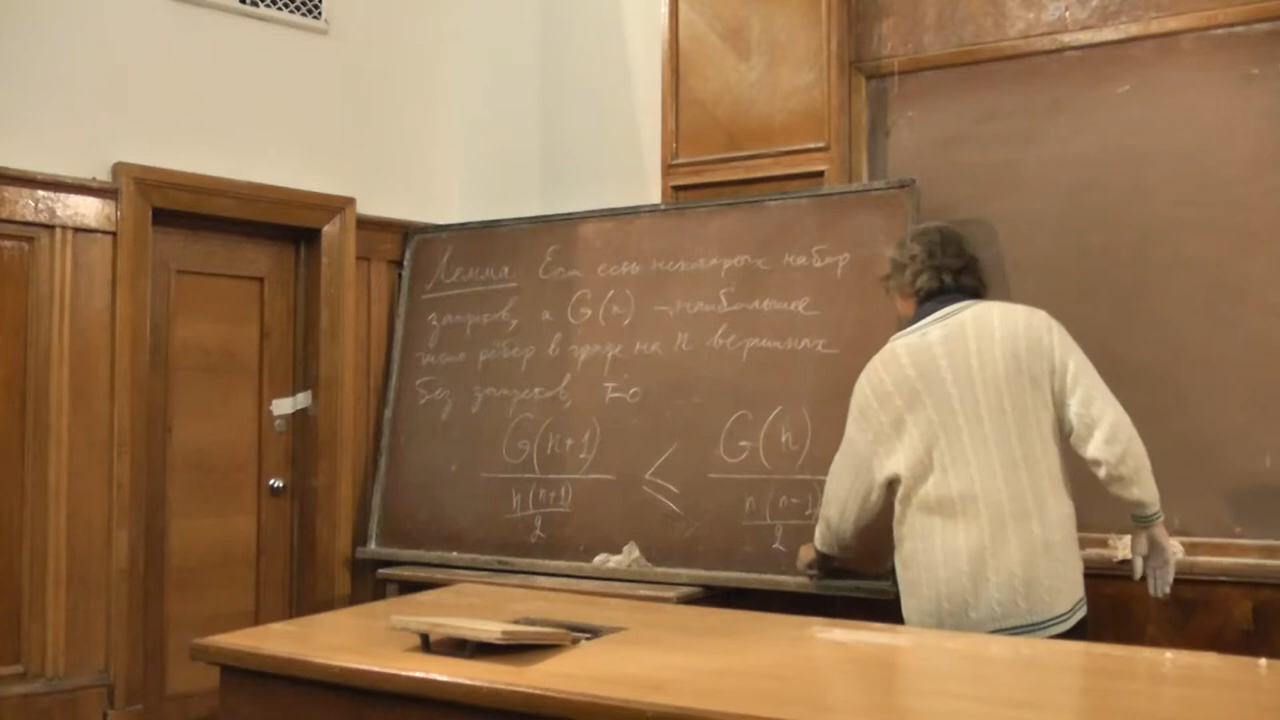 Лемма. Если есть некоторых набор
запретов, а G(n) – наибольшее
число рёбер в графе на n вершинах
без запретов, то
G(n+1) / (n(n+1)/2) ≤ G(n) / (n(n-1)/2)